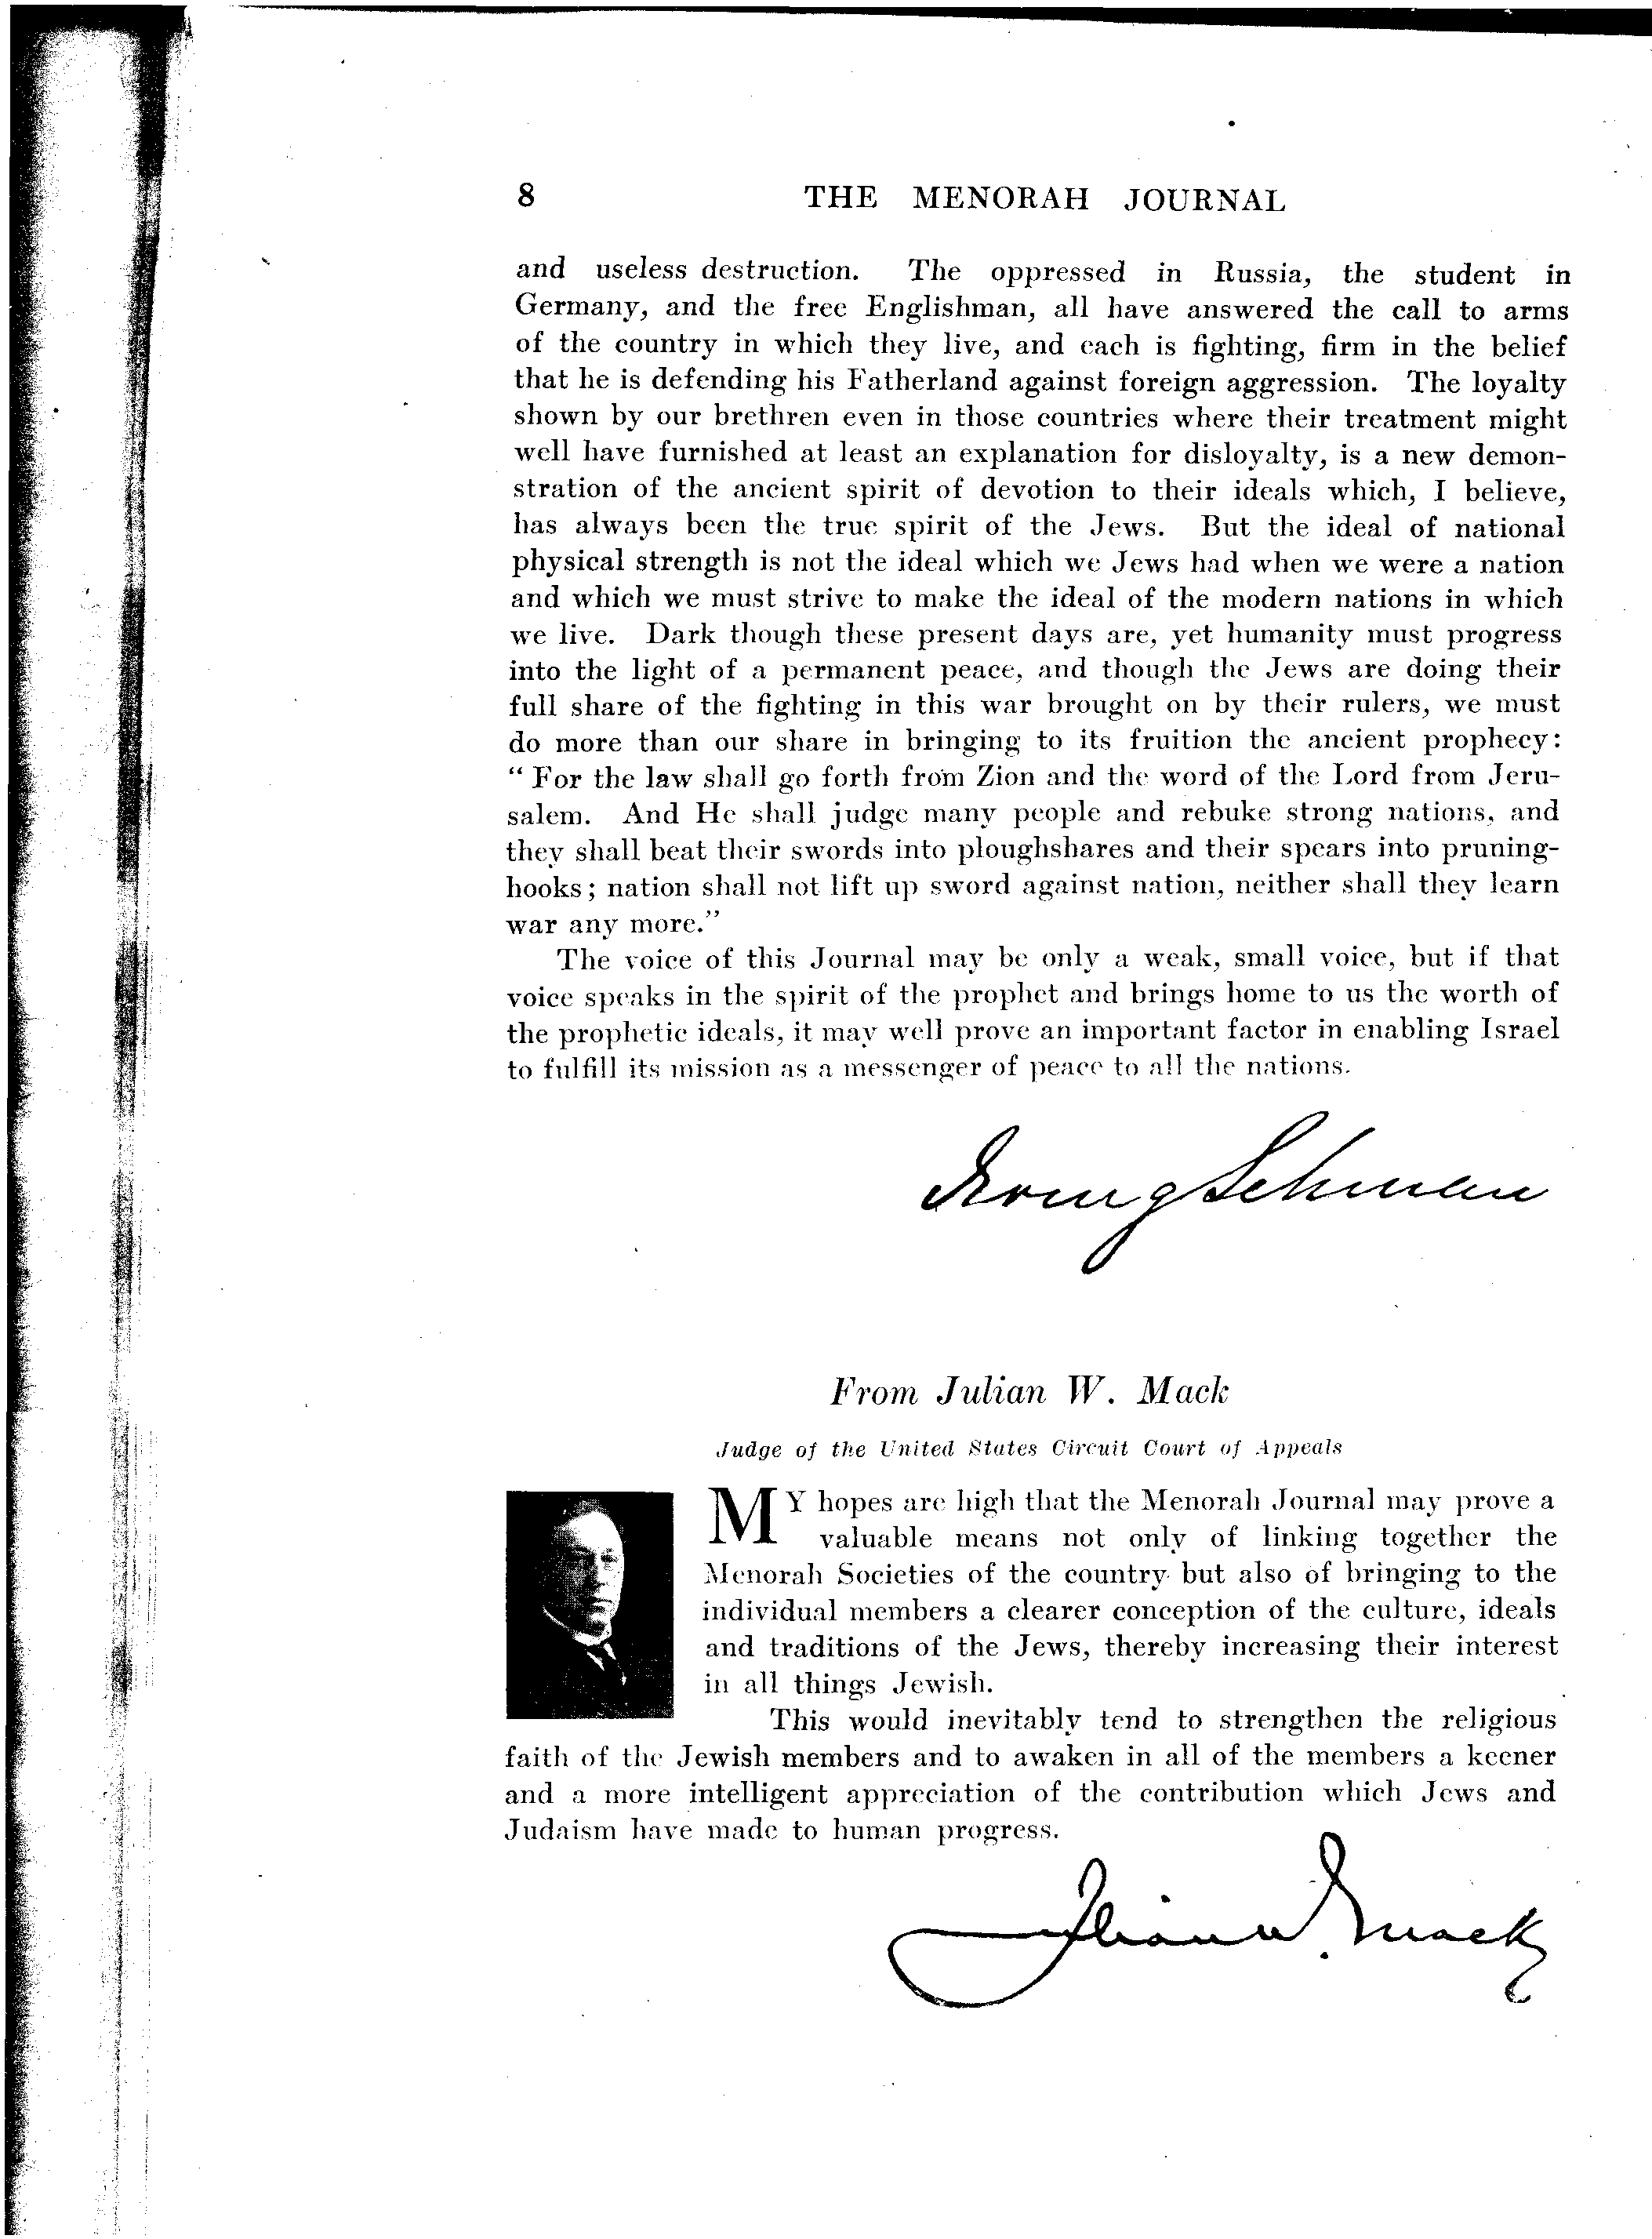 8 THE MENORAH JOURNAL
and useless destruction. The oppressed in Russia, the student in
Germany, and the free Englishman, all have answered the call to arms
of the country in which they live, and each is fighting, firm in the belief
that he is defending his Fatherland against foreign aggression. The loyalty
shown by our brethren even in those countries where their treatment might
well have furnished at least an explanation for disloyalty, is a new demon-
stration of the ancient spirit of devotion to their ideals which, I believe,
has always been the true spirit of the Jews. But the ideal of national
physical strength is not the ideal which we Jews had when we were a nation
and which we must strive to make the ideal of the modern nations in which
we live. Dark though these present days are, yet humanity must progress
into the light of a permanent peace, and though the Jews are doing their
full share of the fighting in this war brought on by their rulers, we must
do more than our share in bringing to its fruition the ancient prophecy:
“ For the law shall go forth from Zion and the word of the Lord from Jeru-
salem. And He shall judge many people and rebuke strong nations, and
they shall beat their swords into ploughshares and their spears into pruning-
hooks; nation shall not lift up sword against nation, neither shall they learn
war any more.”
The voice of this Journal may be only a weak, small voice, but if that
voice speaks in the spirit of the prophet and brings home to us the worth of
the prophetic ideals, it may well prove an important factor in enabling Israel
to fulfill its mission as a messenger of peace to all the nations.
Irving Lehman
From Julian W. Mack
Judge of the United States Circuit Court of Appeals
MY hopes are high that the Menorah Journal may prove a
valuable means not only of linking together the
Menorah Societies of the country but also of bringing to the
individual members a clearer conception of the culture, ideals
and traditions of the Jews, thereby increasing their interest
in all things Jewish.
This would inevitably tend to strengthen the religious
faith of the Jewish members and to awaken in all of the members a keener
and a more intelligent appreciation of the contribution which Jews and
Judaism have made to human progress.
Julian W. Mack